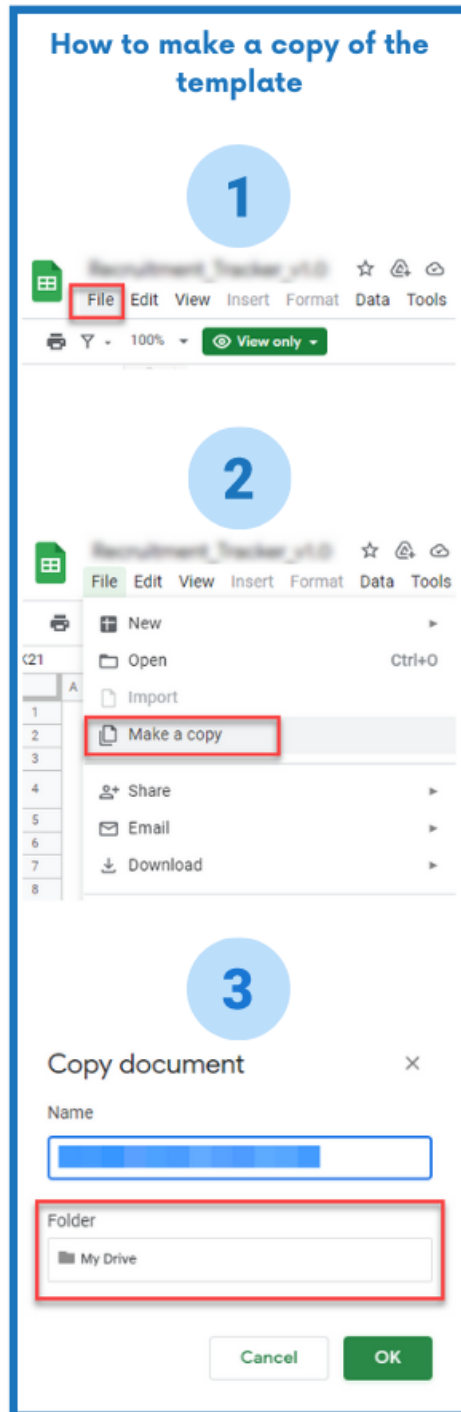 How to make a copy of the
template
1
File Edit View Insert Format Data Tools
100% View only
2
File Edit View Insert Format Data Tools
New
21 Open Ctrl+O
A
Import
1
2 Make a copy
3
4 Share
5 Email
6
7 Download
8
3
Copy document
Name
Folder
My Drive
Cancel OK